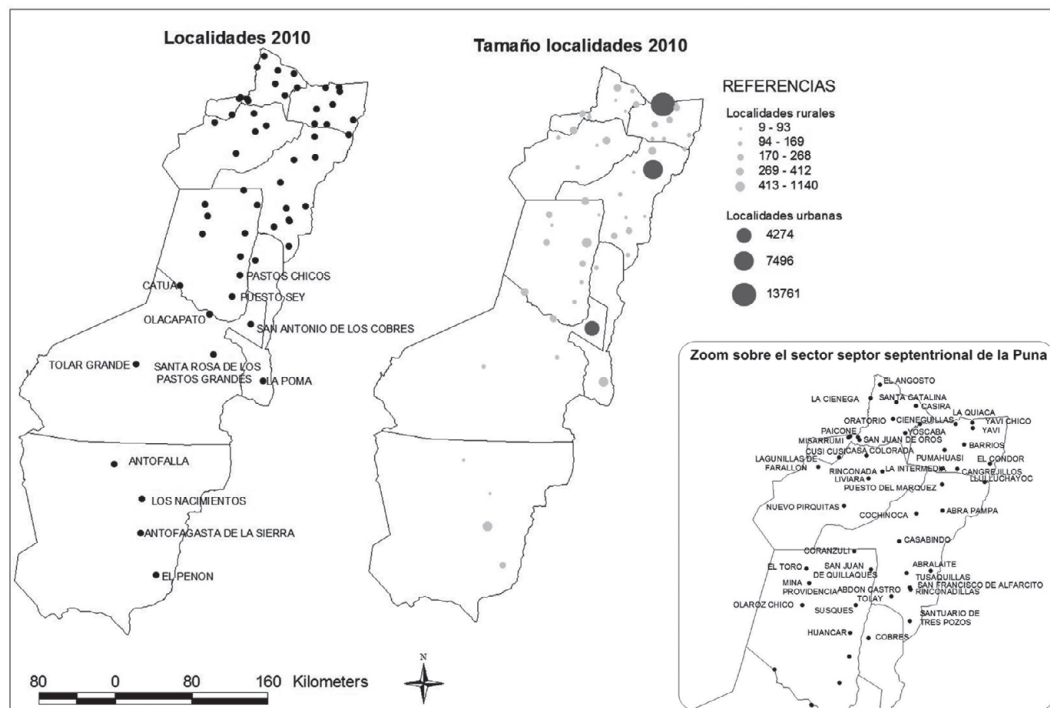 Localidades 2010
PASTOS CHICOS
CATUA
PUESTO SEY
OLACAPATO
SAN ANTONIO DE LOS COBRES
TOLAR GRANDE
SANTA ROSA DE LOS
PASTOS GRANDES
LA POMA
ANTOFALLA
LOS NACIMIENTOS
ANTOFAGASTA DE LA SIERRA
EL PENON
80 0 80 160 Kilometers
N
Tamaño localidades 2010
REFERENCIAS
Localidades rurales
9 - 93
94 - 169
170 - 268
269 - 412
413 - 1140
Localidades urbanas
4274
7496
13761
Zoom sobre el sector septor septentrional de la Puna
EL ANGOSTO
LA CIENEGA
SANTA CATALINA
CASIRA
LA QUIACA
ORATORIO
CIENEGUILLAS
YAVI CHICO
PAICONE
YOSCABA
YAVI
MISARRUMI
SAN JUAN DE OROS
BARRIOS
CUSI CUSI
CASA COLORADA
PUMAHUASI
EL CONDOR
LAGUNILLAS DE
FARALLON
RINCONADA
LA INTERMEDIA
CANGREJILLOS
LIVIARA
PUESTO DEL MARQUEZ
LLULLUCHAYOC
NUEVO PIRQUITAS
COCHINOCA
ABRA PAMPA
CASABINDO
CORANZULI
EL TORO
SAN JUAN
DE QUILLAQUES
ABRALAITE
TUSAQUILLAS
MINA
PROVIDENCIA
ABDON CASTRO
TOLAY
SAN FRANCISCO DE ALFARCITO
RINCONADILLAS
OLAROZ CHICO
SUSQUES
SANTUARIO DE
TRES POZOS
HUANCAR
COBRES